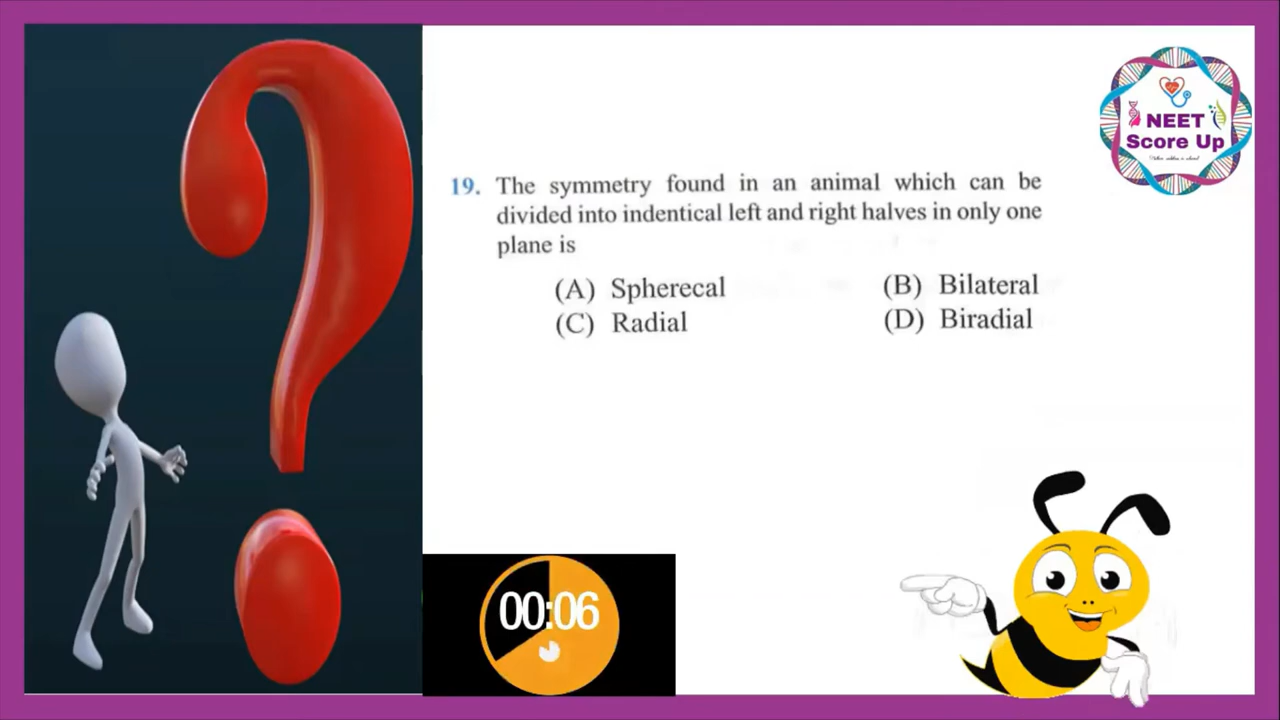 NEET
Score Up
19. The symmetry found in an animal which can be
divided into indentical left and right halves in only one
plane is
(A) Spherecal (B) Bilateral
(C) Radial (D) Biradial
00:06